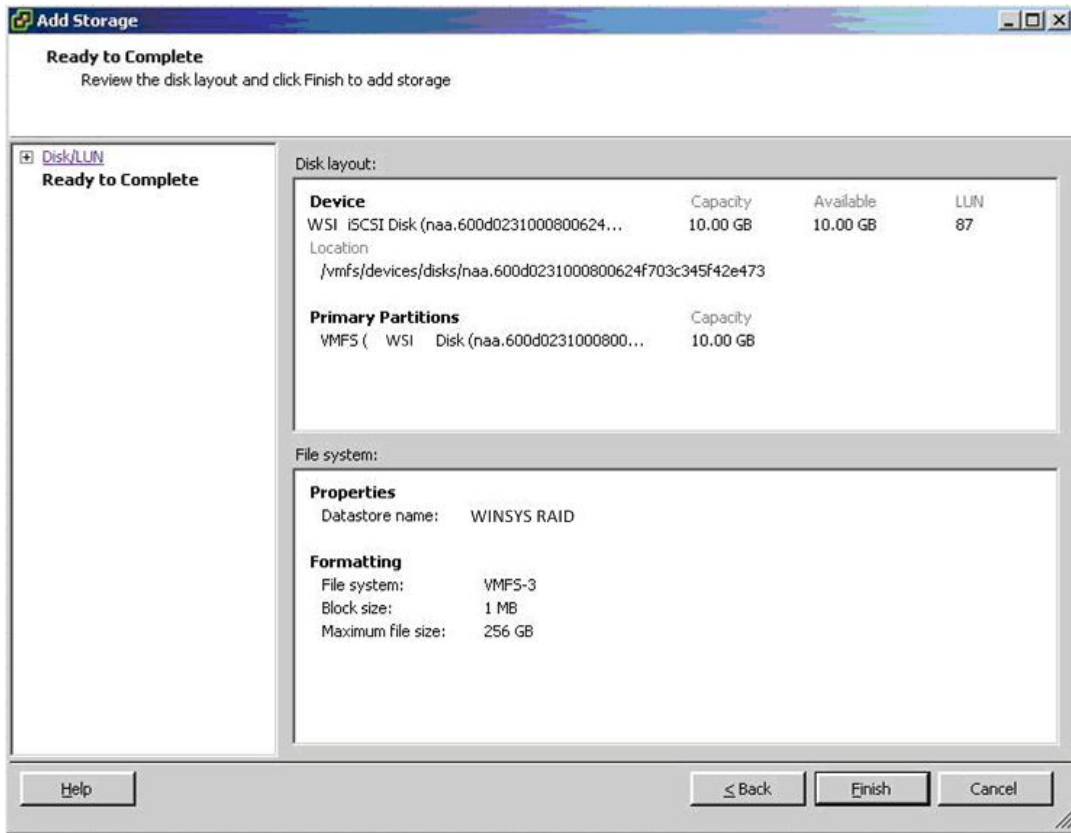 Add Storage
Ready to Complete
Review the disk layout and click Finish to add storage
Disk/LUN
Ready to Complete
Disk layout:
Device Capacity Available LUN
WSI iSCSI Disk (naa.600d0231000800624... 10.00 GB 10.00 GB 87
Location
/vmfs/devices/disks/naa.600d0231000800624f703c345f42e473
Primary Partitions Capacity
VMFS ( WSI Disk (naa.600d0231000800... 10.00 GB
File system:
Properties
Datastore name: WINSYS RAID
Formatting
File system: VMFS-3
Block size: 1 MB
Maximum file size: 256 GB
Help ≤ Back Finish Cancel